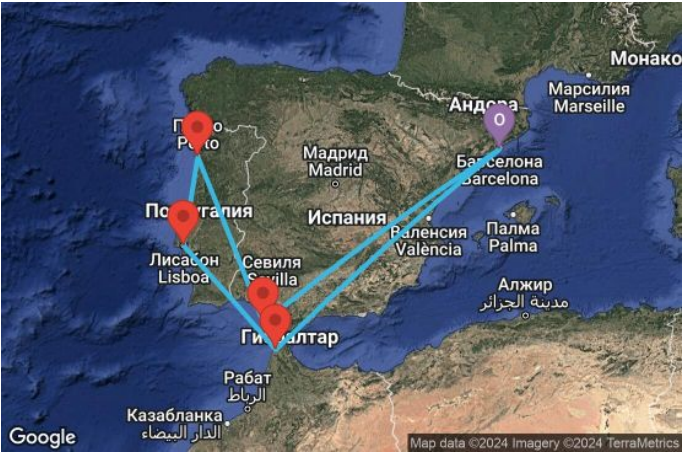 Монако
Марсилия
Marseille
Андора
O
Порто
Porto
Мадрид
Madrid
Барселона
Barcelona
Португалия
Испания
Валенсия
València
Палма
Palma
Лисабон
Lisboa
Севиля
Sevilla
Алжир
مدينة الجزائر
Гибралтар
Рабат
الرباط
Казабланка
الدار البيضاء
Google
Map data ©2024 Imagery ©2024 TerraMetrics